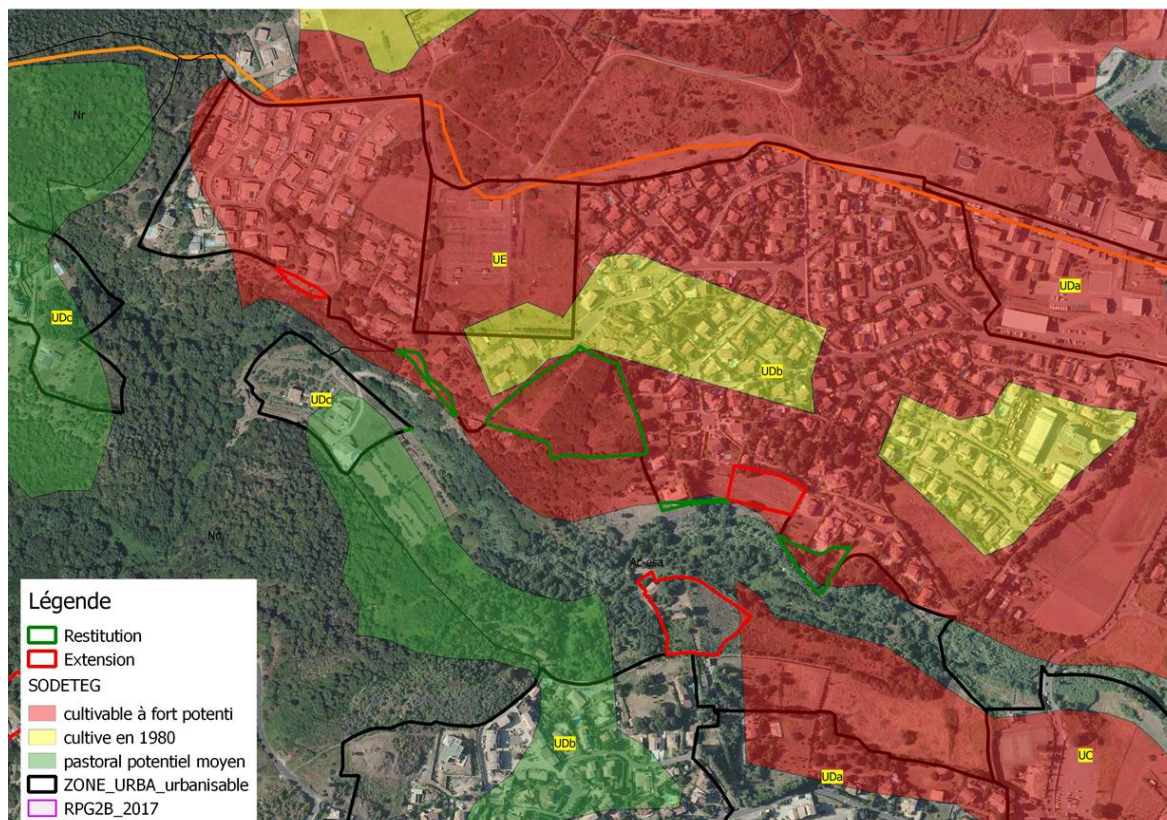 Nr
UE
UDa
UDc
UDb
UDc
Nc
Légende
Restitution
Extension
SODETEG
cultivable à fort potenti
cultive en 1980
pastoral potentiel moyen
ZONE_URBA_urbanisable
RPG2B_2017
UDb
UDa
UC